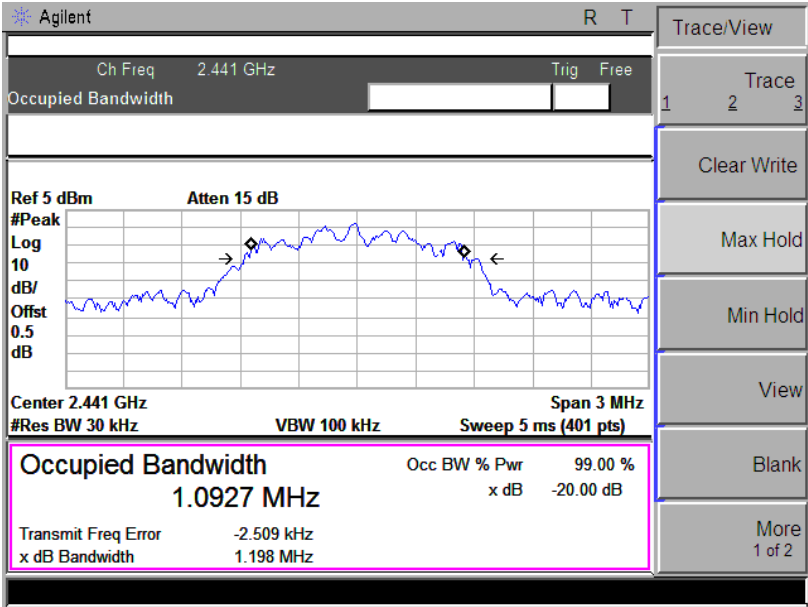 Agilent R T
Ch Freq 2.441 GHz Trig Free
Occupied Bandwidth
Ref 5 dBm Atten 15 dB
#Peak
Log
10
dB/
Offst
0.5
dB
Center 2.441 GHz Span 3 MHz
#Res BW 30 kHz VBW 100 kHz Sweep 5 ms (401 pts)
Occupied Bandwidth Occ BW % Pwr 99.00 %
1.0927 MHz x dB -20.00 dB
Transmit Freq Error -2.509 kHz
x dB Bandwidth 1.198 MHz
Trace/View
Trace
1 2 3
Clear Write
Max Hold
Min Hold
View
Blank
More
1 of 2